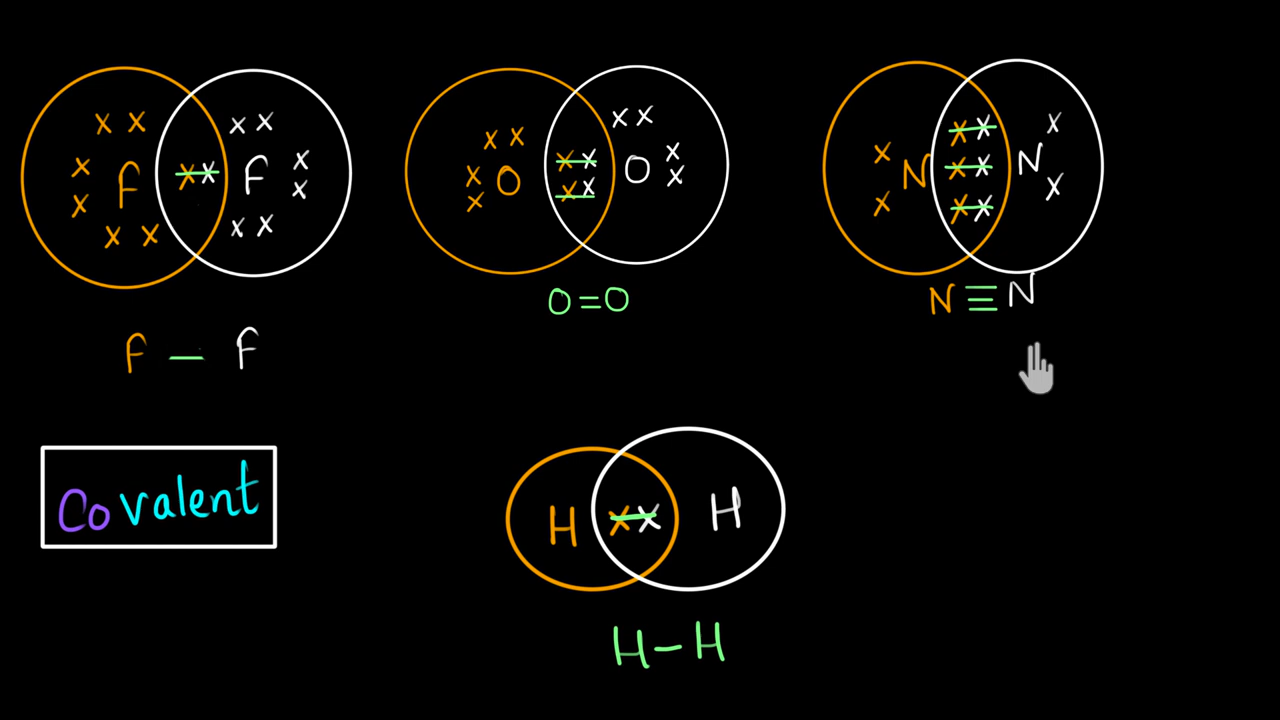 F F
F — F
O O
O=O
N N
N≡N
Covalent
H H
H-H